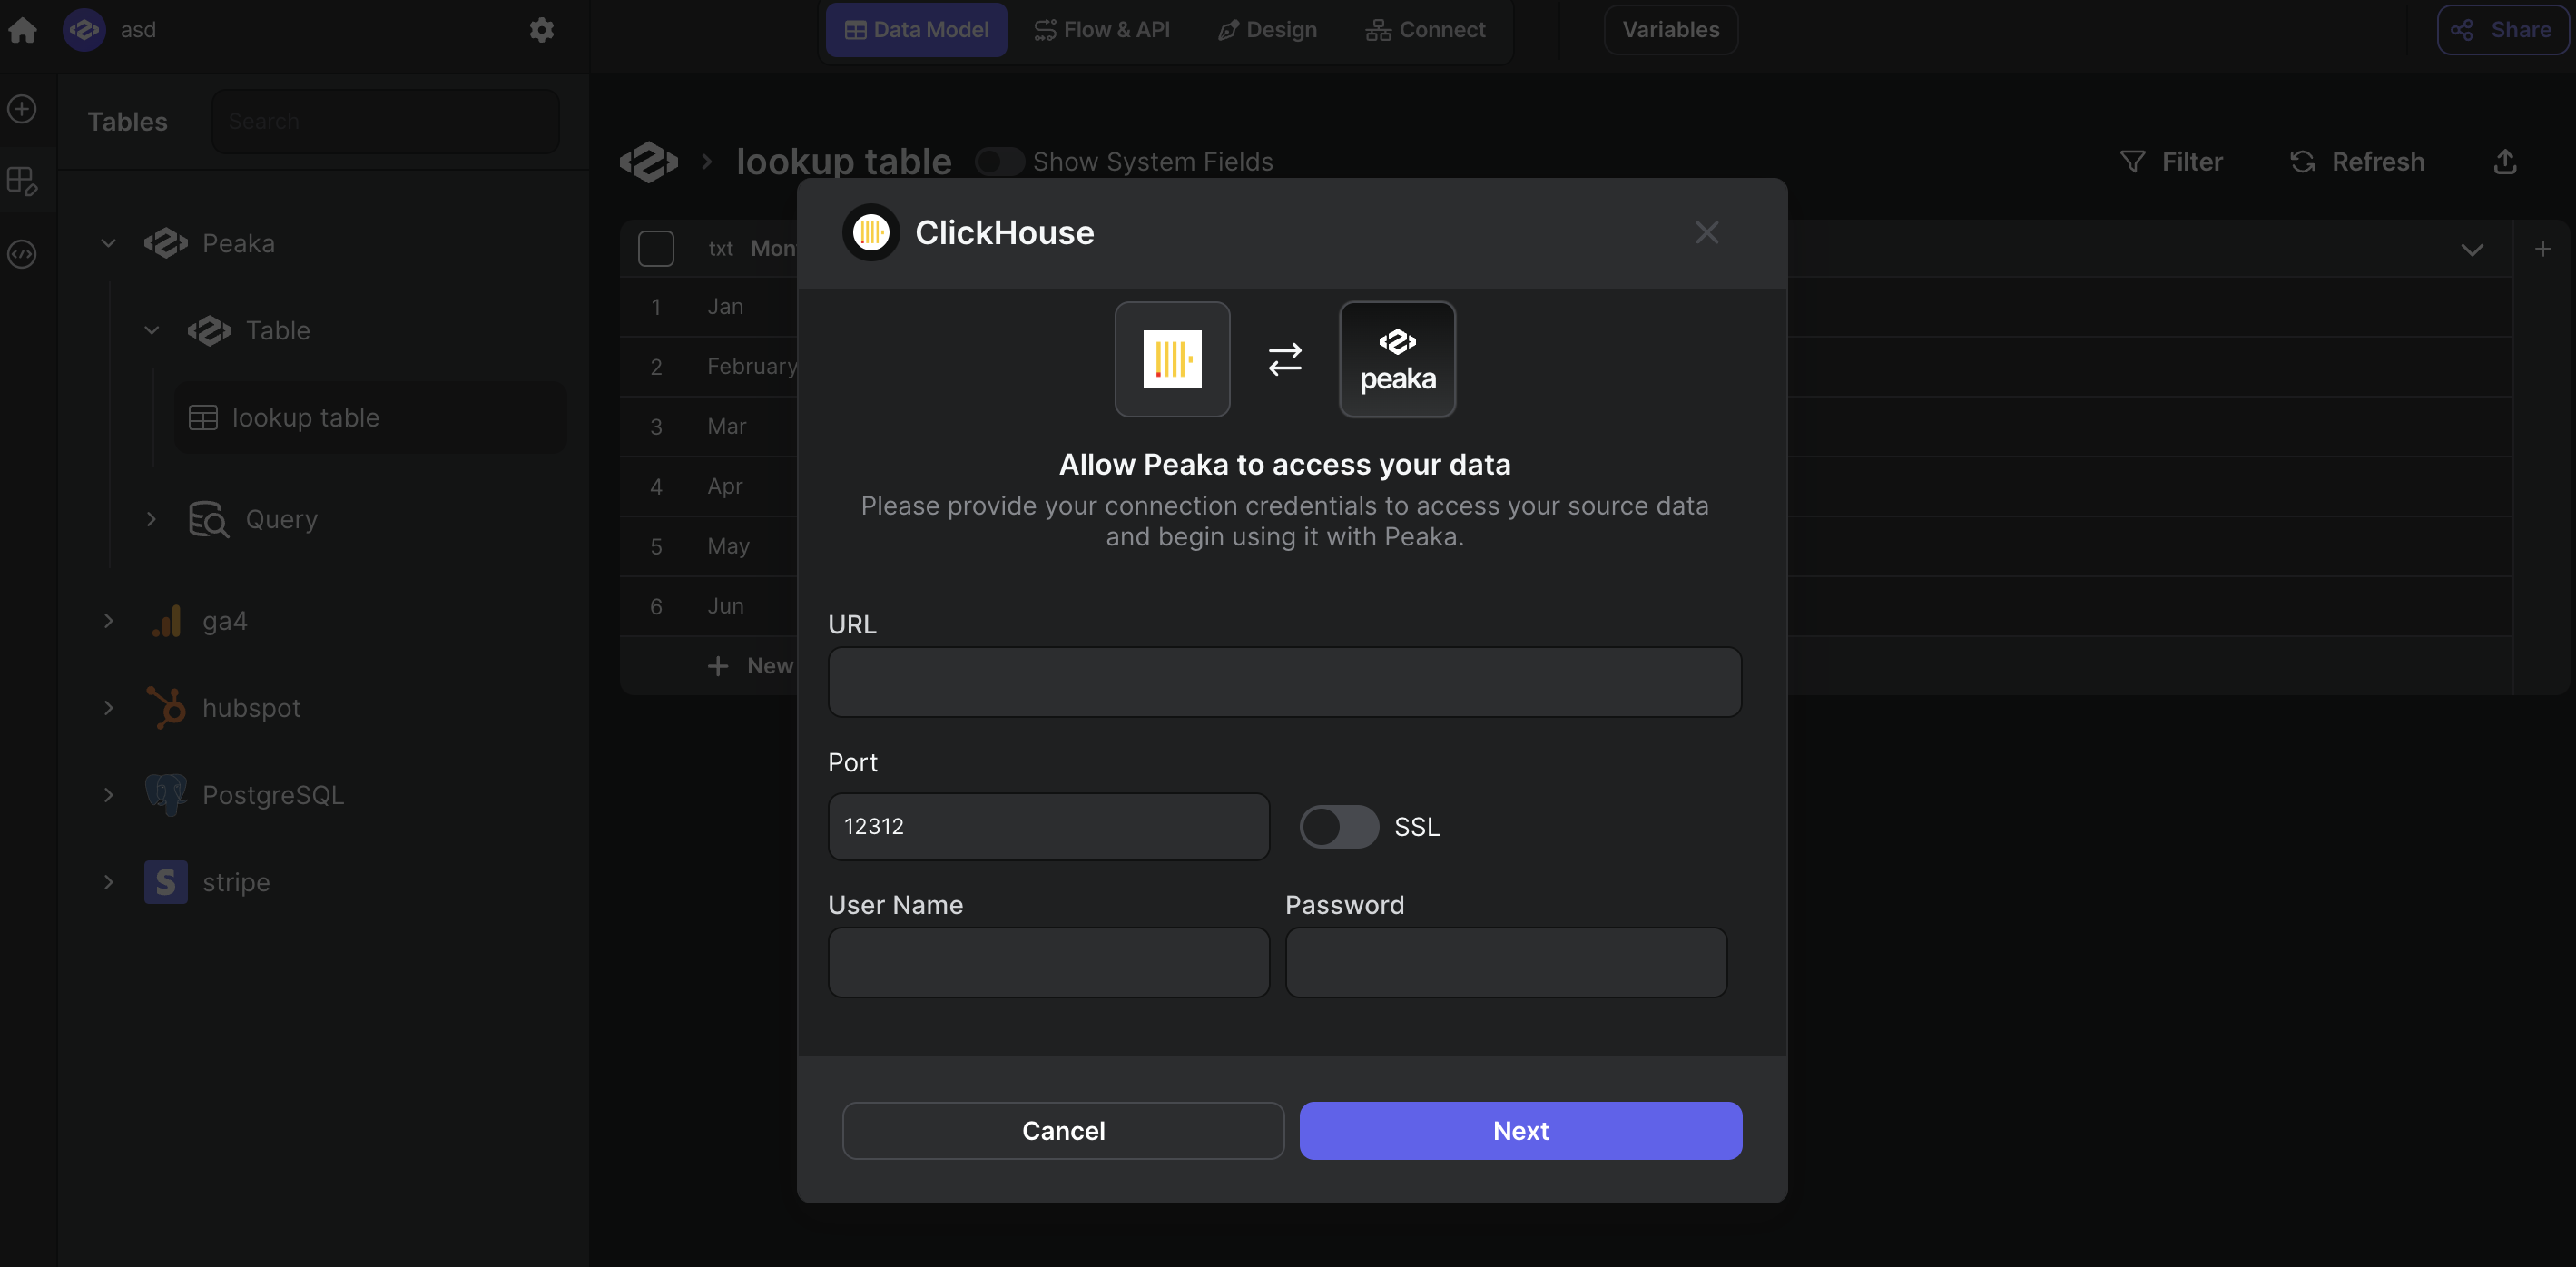 asd
Data Model
Flow & API
Design
Connect
Variables
Share
Tables
Search
Peaka
Table
lookup table
Query
ga4
hubspot
PostgreSQL
stripe
lookup table
Show System Fields
Filter
Refresh
txt Mon
1 Jan
2 February
3 Mar
4 Apr
5 May
6 Jun
New
ClickHouse
peaka
Allow Peaka to access your data
Please provide your connection credentials to access your source data
and begin using it with Peaka.
URL
Port
12312
SSL
User Name
Password
Cancel
Next